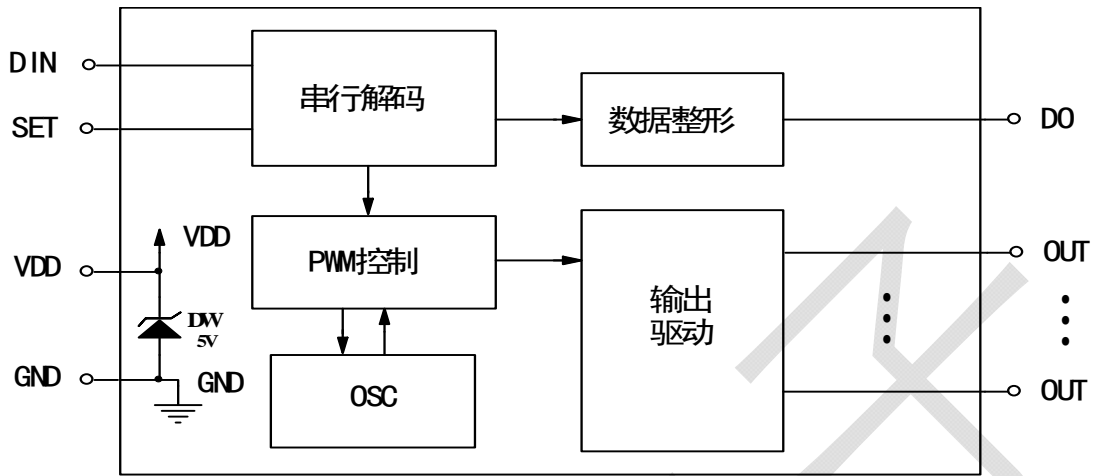 DIN
SET
串行解码
数据整形
DO
VDD
VDD
PWM控制
DW
5V
GND
GND
OSC
输出
驱动
OUT
OUT